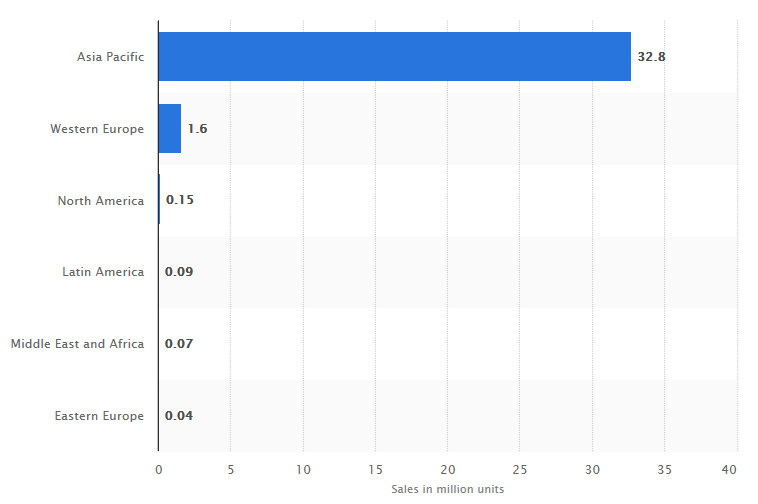 Asia Pacific 32.8
Western Europe 1.6
North America 0.15
Latin America 0.09
Middle East and Africa 0.07
Eastern Europe 0.04
0 5 10 15 20 25 30 35 40
Sales in million units